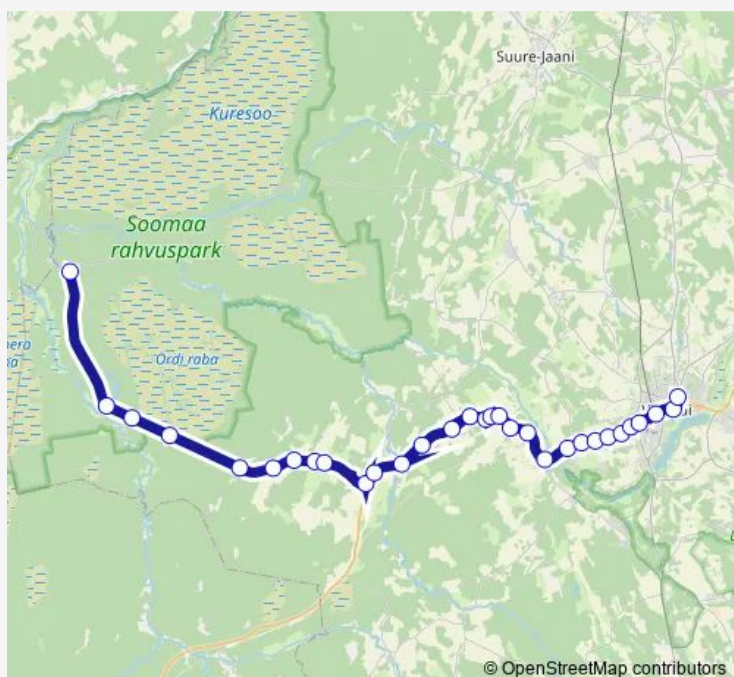 Suure-Jaani
Kuresoo
Soomaa
rahvuspark
Ordi raba
© OpenStreetMap contributors